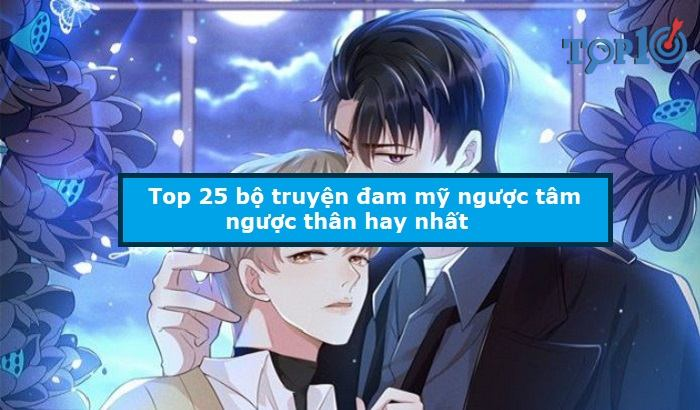 TOP10
Top 25 bộ truyện đam mỹ ngược tâm
ngược thân hay nhất